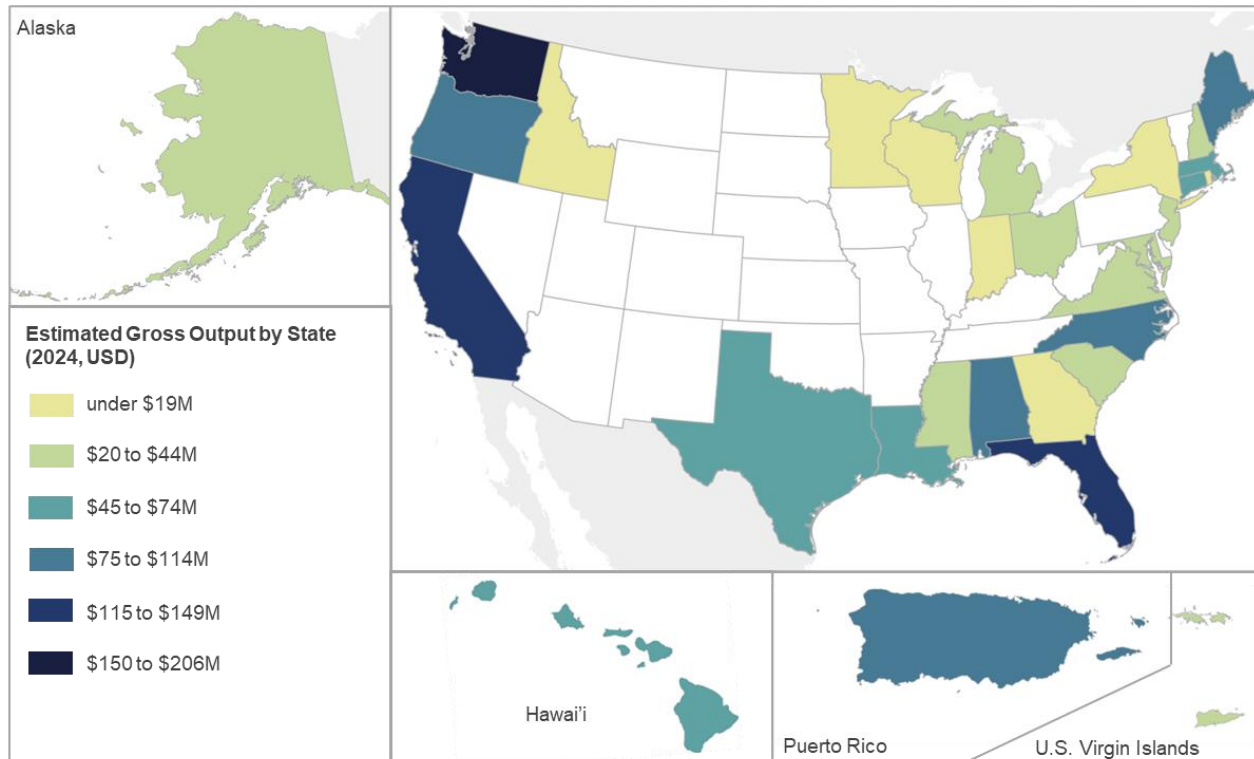 Alaska
Estimated Gross Output by State
(2024, USD)
under $19M
$20 to $44M
$45 to $74M
$75 to $114M
$115 to $149M
$150 to $206M
Hawai’i
Puerto Rico
U.S. Virgin Islands